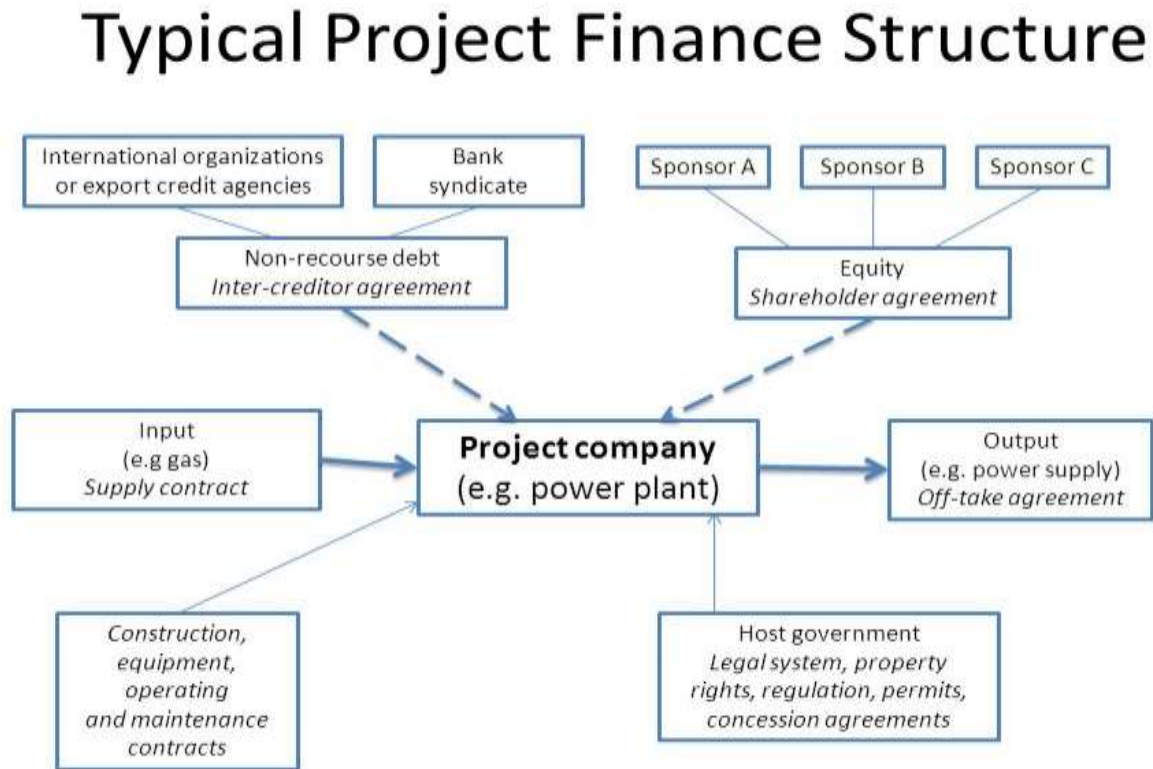 Typical Project Finance Structure
International organizations
or export credit agencies
Bank
syndicate
Sponsor A
Sponsor B
Sponsor C
Non-recourse debt
Inter-creditor agreement
Equity
Shareholder agreement
Input
(e.g gas)
Supply contract
Project company
(e.g. power plant)
Output
(e.g. power supply)
Off-take agreement
Construction,
equipment,
operating
and maintenance
contracts
Host government
Legal system, property
rights, regulation, permits,
concession agreements